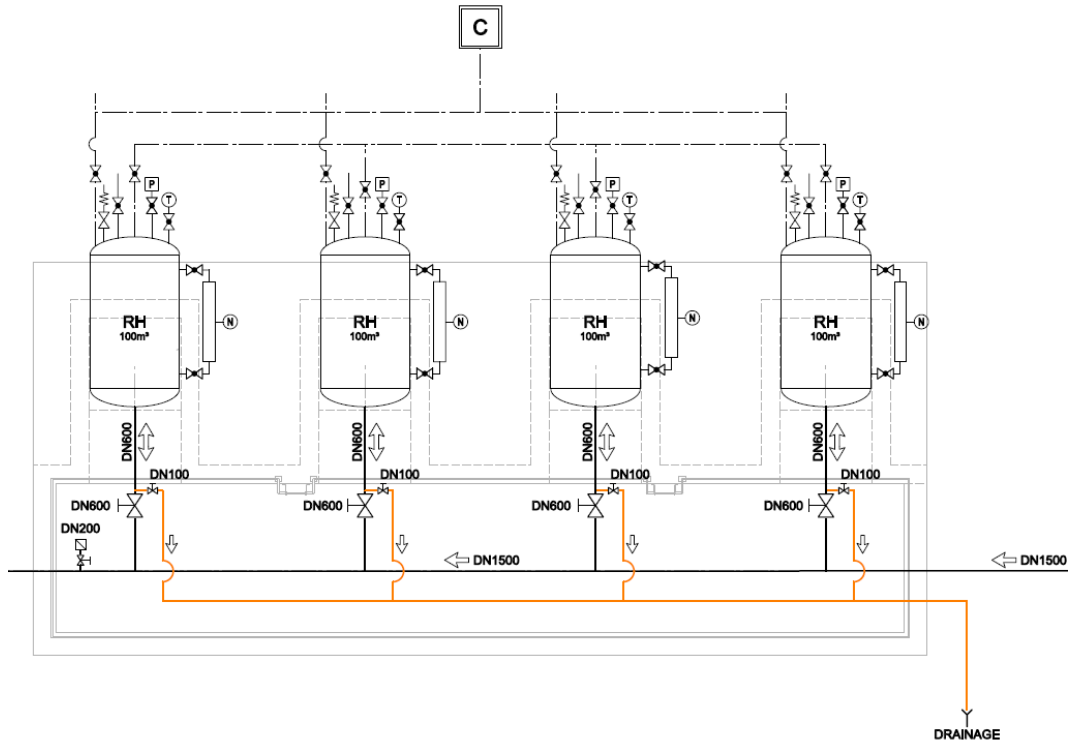 C
P
T
P
T
P
T
P
T
RH
100m³
N
RH
100m³
N
RH
100m³
N
RH
100m³
N
DN600
DN600
DN600
DN600
DN100
DN100
DN100
DN100
DN600
DN600
DN600
DN600
DN200
DN1500
DN1500
DRAINAGE